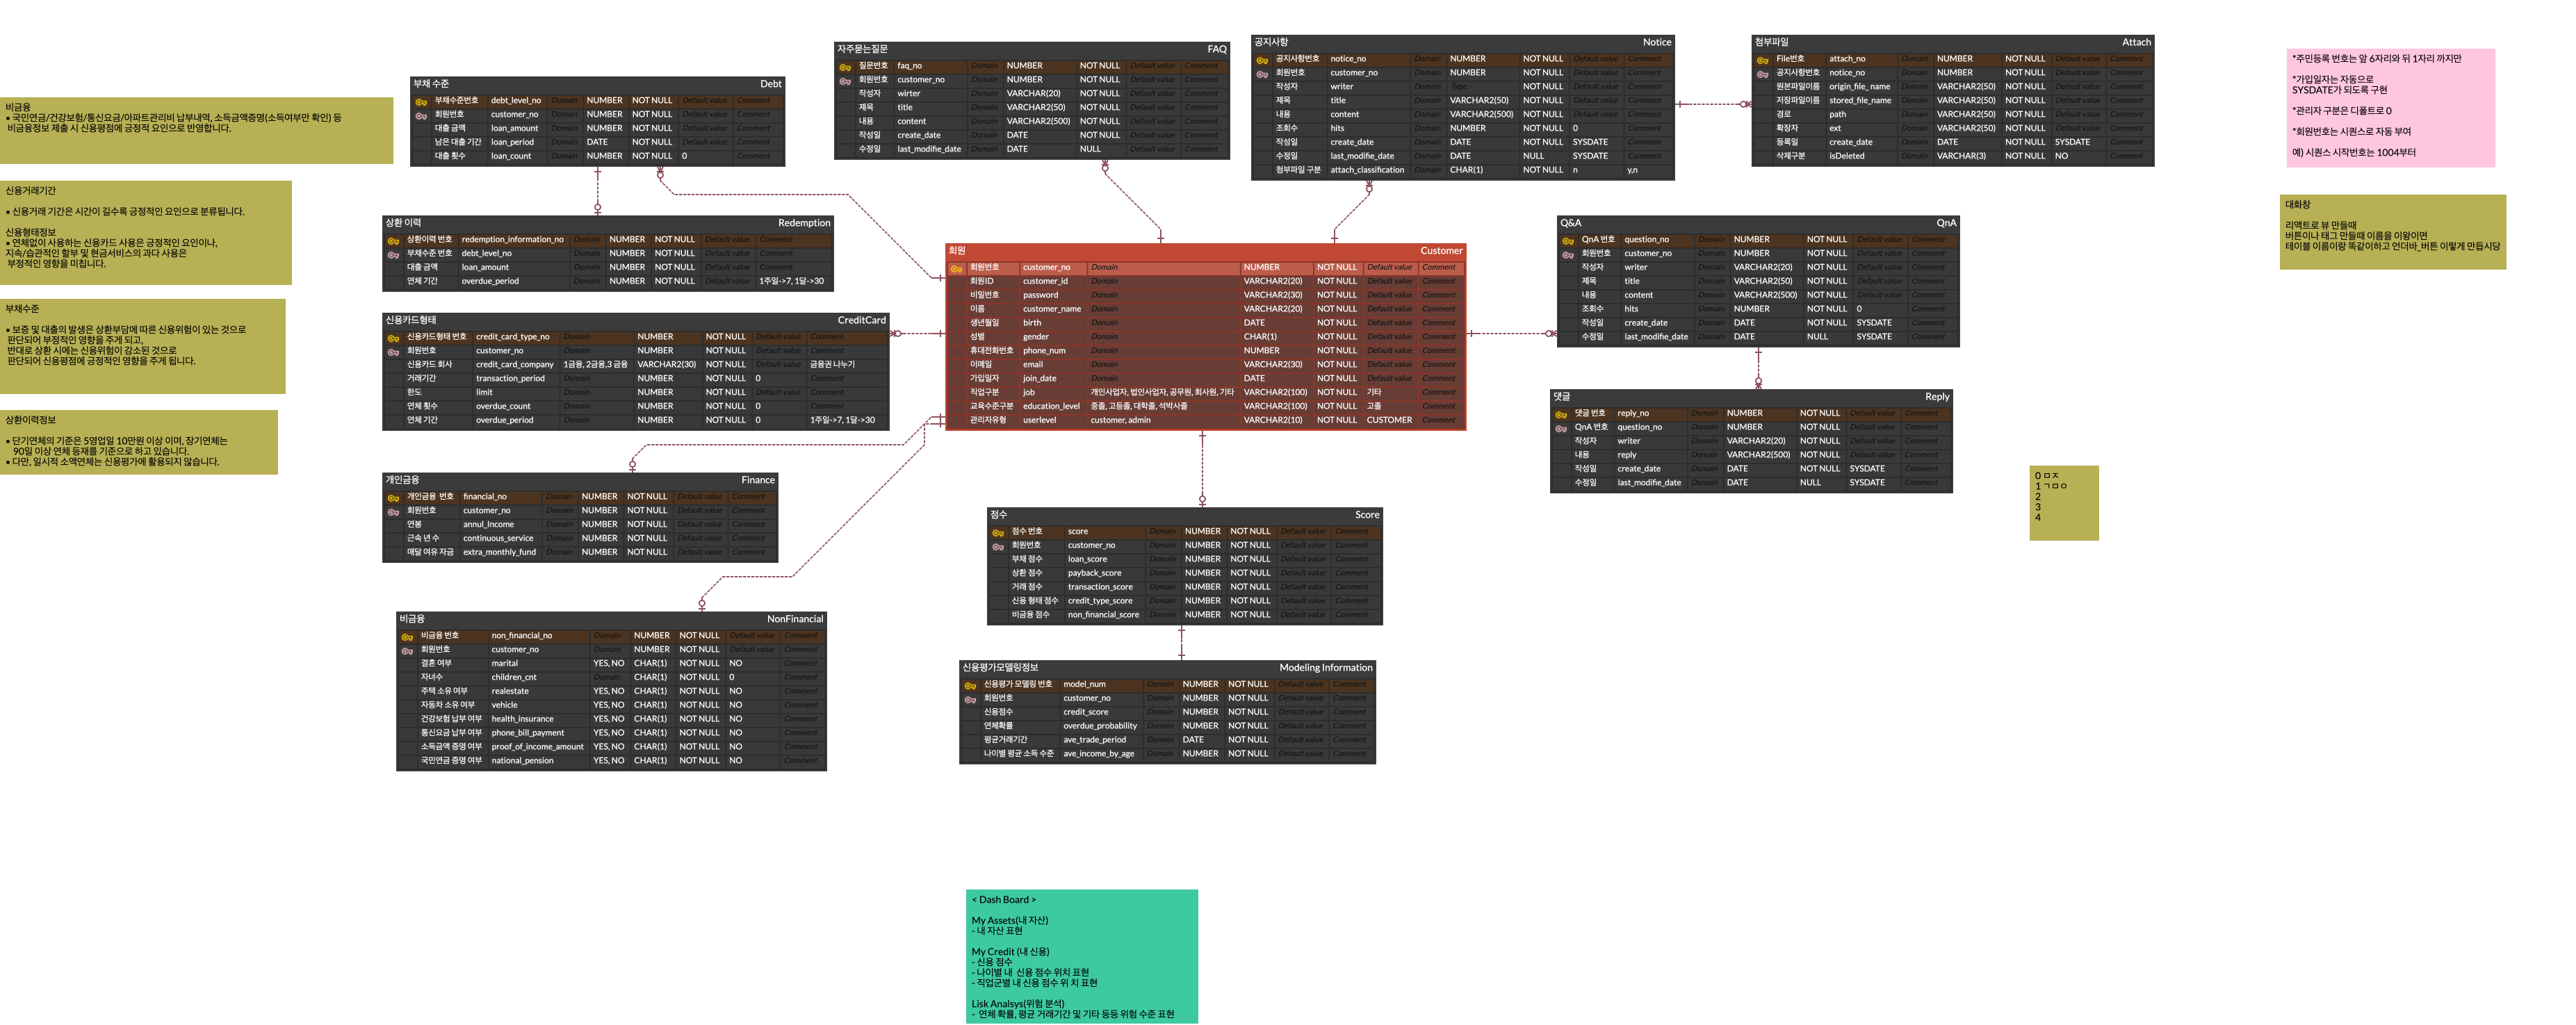 비금융
▪ 국민연금/건강보험/통신요금/아파트관리비 납부내역, 소득금액증명(소득여부만 확인) 등
비금융정보 제출 시 신용평점에 긍정적 요인으로 반영합니다.
신용거래기간
▪ 신용거래 기간은 시간이 길수록 긍정적인 요인으로 분류됩니다.
신용형태정보
▪ 연체없이 사용하는 신용카드 사용은 긍정적인 요인이나,
지속/습관적인 할부 및 현금서비스의 과다 사용은
부정적인 영향을 미칩니다.
부채수준
▪ 보증 및 대출의 발생은 상환부담에 따른 신용위험이 있는 것으로
판단되어 부정적인 영향을 주게 되고,
반대로 상환 시에는 신용위험이 감소된 것으로
판단되어 신용평점에 긍정적인 영향을 주게 됩니다.
상환이력정보
▪ 단기연체의 기준은 5영업일 10만원 이상 이며, 장기연체는
90일 이상 연체 등재를 기준으로 하고 있습니다.
▪ 다만, 일시적 소액연체는 신용평가에 활용되지 않습니다.
부채 수준 Debt
부채수준번호 debt_level_no Domain NUMBER NOT NULL Default value Comment
회원번호 customer_no Domain NUMBER NOT NULL Default value Comment
대출 금액 loan_amount Domain NUMBER NOT NULL Default value Comment
남은 대출 기간 loan_period Domain DATE NOT NULL Default value Comment
대출 횟수 loan_count Domain NUMBER NOT NULL 0 Comment
상환 이력 Redemption
상환이력 번호 redemption_information_no Domain NUMBER NOT NULL Default value Comment
부채수준 번호 debt_level_no Domain NUMBER NOT NULL Default value Comment
대출 금액 loan_amount Domain NUMBER NOT NULL Default value Comment
연체 기간 overdue_period Domain NUMBER NOT NULL Default value 1주일->7, 1달->30
신용카드형태 CreditCard
신용카드형태 번호 credit_card_type_no Domain NUMBER NOT NULL Default value Comment
회원번호 customer_no Domain NUMBER NOT NULL Default value Comment
신용카드 회사 credit_card_company 1금융, 2금융,3 금융 VARCHAR2(30) NOT NULL Default value 금융권 나누기
거래기간 transaction_period Domain NUMBER NOT NULL 0 Comment
한도 limit Domain NUMBER NOT NULL Default value Comment
연체 횟수 overdue_count Domain NUMBER NOT NULL 0 Comment
연체 기간 overdue_period Domain NUMBER NOT NULL 0 1주일->7, 1달->30
개인금융 Finance
개인금융 번호 financial_no Domain NUMBER NOT NULL Default value Comment
회원번호 customer_no Domain NUMBER NOT NULL Default value Comment
연봉 annul_Income Domain NUMBER NOT NULL Default value Comment
근속 년 수 continuous_service Domain NUMBER NOT NULL Default value Comment
매달 여유 자금 extra_monthly_fund Domain NUMBER NOT NULL Default value Comment
비금융 NonFinancial
비금융 번호 non_financial_no Domain NUMBER NOT NULL Default value Comment
회원번호 customer_no Domain NUMBER NOT NULL Default value Comment
결혼 여부 marital YES, NO CHAR(1) NOT NULL NO Comment
자녀수 children_cnt Domain CHAR(1) NOT NULL 0 Comment
주택 소유 여부 realestate YES, NO CHAR(1) NOT NULL NO Comment
자동차 소유 여부 vehicle YES, NO CHAR(1) NOT NULL NO Comment
건강보험 납부 여부 health_insurance YES, NO CHAR(1) NOT NULL NO Comment
통신요금 납부 여부 phone_bill_payment YES, NO CHAR(1) NOT NULL NO Comment
소득금액 증명 여부 proof_of_income_amount YES, NO CHAR(1) NOT NULL NO Comment
국민연금 증명 여부 national_pension YES, NO CHAR(1) NOT NULL NO Comment
자주묻는질문 FAQ
질문번호 faq_no Domain NUMBER NOT NULL Default value Comment
회원번호 customer_no Domain NUMBER NOT NULL Default value Comment
작성자 wirter Domain VARCHAR(20) NOT NULL Default value Comment
제목 title Domain VARCHAR2(50) NOT NULL Default value Comment
내용 content Domain VARCHAR2(500) NOT NULL Default value Comment
작성일 create_date Domain DATE NOT NULL Default value Comment
수정일 last_modifie_date Domain DATE NULL Default value Comment
공지사항 Notice
공지사항번호 notice_no Domain NUMBER NOT NULL Default value Comment
회원번호 customer_no Domain NUMBER NOT NULL Default value Comment
작성자 writer Domain Type NOT NULL Default value Comment
제목 title Domain VARCHAR2(50) NOT NULL Default value Comment
내용 content Domain VARCHAR2(500) NOT NULL Default value Comment
조회수 hits Domain NUMBER NOT NULL 0 Comment
작성일 create_date Domain DATE NOT NULL SYSDATE Comment
수정일 last_modifie_date Domain DATE NULL SYSDATE Comment
첨부파일 구분 attach_classification Domain CHAR(1) NOT NULL n y,n
첨부파일 Attach
File번호 attach_no Domain NUMBER NOT NULL Default value Comment
공지사항번호 notice_no Domain NUMBER NOT NULL Default value Comment
원본파일이름 origin_file_name Domain VARCHAR2(50) NOT NULL Default value Comment
저장파일이름 stored_file_name Domain VARCHAR2(50) NOT NULL Default value Comment
경로 path Domain VARCHAR2(50) NOT NULL Default value Comment
확장자 ext Domain VARCHAR2(50) NOT NULL Default value Comment
등록일 create_date Domain DATE NOT NULL SYSDATE Comment
삭제구분 isDeleted Domain VARCHAR(3) NOT NULL NO Comment
회원 Customer
회원번호 customer_no Domain NUMBER NOT NULL Default value Comment
회원ID customer_id Domain VARCHAR2(20) NOT NULL Default value Comment
비밀번호 password Domain VARCHAR2(30) NOT NULL Default value Comment
이름 customer_name Domain VARCHAR2(20) NOT NULL Default value Comment
생년월일 birth Domain DATE NOT NULL Default value Comment
성별 gender Domain CHAR(1) NOT NULL Default value Comment
휴대전화번호 phone_num Domain NUMBER NOT NULL Default value Comment
이메일 email Domain VARCHAR2(30) NOT NULL Default value Comment
가입일자 join_date Domain DATE NOT NULL Default value Comment
직업구분 job 개인사업자, 법인사업자, 공무원, 회사원, 기타 VARCHAR2(100) NOT NULL 기타 Comment
교육수준구분 education_level 중졸, 고등졸, 대학졸, 석박사졸 VARCHAR2(100) NOT NULL 고졸 Comment
관리자유형 userlevel customer, admin VARCHAR2(10) NOT NULL CUSTOMER Comment
Q&A QnA
QnA 번호 question_no Domain NUMBER NOT NULL Default value Comment
회원번호 customer_no Domain NUMBER NOT NULL Default value Comment
작성자 writer Domain VARCHAR2(20) NOT NULL Default value Comment
제목 title Domain VARCHAR2(50) NOT NULL Default value Comment
내용 content Domain VARCHAR2(500) NOT NULL Default value Comment
조회수 hits Domain NUMBER NOT NULL 0 Comment
작성일 create_date Domain DATE NOT NULL SYSDATE Comment
수정일 last_modifie_date Domain DATE NULL SYSDATE Comment
댓글 Reply
댓글 번호 reply_no Domain NUMBER NOT NULL Default value Comment
QnA 번호 question_no Domain NUMBER NOT NULL Default value Comment
작성자 writer Domain VARCHAR2(20) NOT NULL Default value Comment
내용 reply Domain VARCHAR2(500) NOT NULL Default value Comment
작성일 create_date Domain DATE NOT NULL SYSDATE Comment
수정일 last_modifie_date Domain DATE NULL SYSDATE Comment
점수 Score
점수 번호 score Domain NUMBER NOT NULL Default value Comment
회원번호 customer_no Domain NUMBER NOT NULL Default value Comment
부채 점수 loan_score Domain NUMBER NOT NULL Default value Comment
상환 점수 payback_score Domain NUMBER NOT NULL Default value Comment
거래 점수 transaction_score Domain NUMBER NOT NULL Default value Comment
신용 형태 점수 credit_type_score Domain NUMBER NOT NULL Default value Comment
비금융 점수 non_financial_score Domain NUMBER NOT NULL Default value Comment
신용평가모델링정보 Modeling Information
신용평가 모델링 번호 model_num Domain NUMBER NOT NULL Default value Comment
회원번호 customer_no Domain NUMBER NOT NULL Default value Comment
신용점수 credit_score Domain NUMBER NOT NULL Default value Comment
연체확률 overdue_probability Domain NUMBER NOT NULL Default value Comment
평균거래기간 ave_trade_period Domain DATE NOT NULL Default value Comment
나이별 평균 소득 수준 ave_income_by_age Domain NUMBER NOT NULL Default value Comment
*주민등록 번호는 앞 6자리와 뒤 1자리 까지만
*가입일자는 자동으로
SYSDATE가 되도록 구현
*관리자 구분은 디폴트로 0
*회원번호는 시퀀스로 자동 부여
예) 시퀀스 시작번호는 1004부터
대화창
리액트로 뷰 만들때
버튼이나 태그 만들때 이름을 이왕이면
테이블 이름이랑 똑같이하고 언더바_버튼 이렇게 만듭시당
0 ㅁㅈ
1 ㄱㅁㅇ
2
3
4
< Dash Board >
My Assets(내 자산)
- 내 자산 표현
My Credit (내 신용)
- 신용 점수
- 나이별 내 신용 점수 위치 표현
- 직업군별 내 신용 점수 위 치 표현
Lisk Analsys(위험 분석)
- 연체 확률, 평균 거래기간 및 기타 등등 위험 수준 표현